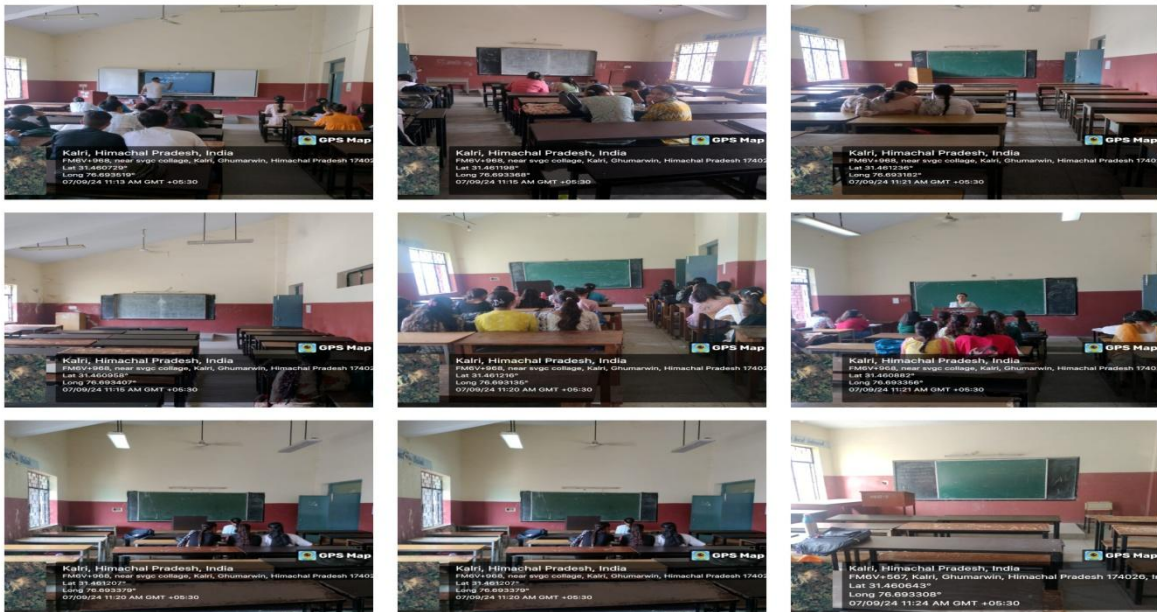 GPS Map
Kalri, Himachal Pradesh, India
FM6V+968, near svgc collage, Kalri, Ghumarwin, Himachal Pradesh 17402
Lat 31.460729°
Long 76.693519°
07/09/24 11:13 AM GMT +05:30
GPS Map
Kalri, Himachal Pradesh, India
FM6V+968, near svgc collage, Kalri, Ghumarwin, Himachal Pradesh 17402
Lat 31.461198°
Long 76.693368°
07/09/24 11:15 AM GMT +05:30
GPS Map
Kalri, Himachal Pradesh, India
FM6V+968, near svgc collage, Kalri, Ghumarwin, Himachal Pradesh 17402
Lat 31.461236°
Long 76.693182°
07/09/24 11:21 AM GMT +05:30
GPS Map
Kalri, Himachal Pradesh, India
FM6V+968, near svgc collage, Kalri, Ghumarwin, Himachal Pradesh 17402
Lat 31.460958°
Long 76.693407°
07/09/24 11:15 AM GMT +05:30
GPS Map
Kalri, Himachal Pradesh, India
FM6V+968, near svgc collage, Kalri, Ghumarwin, Himachal Pradesh 17402
Lat 31.461216°
Long 76.693135°
07/09/24 11:20 AM GMT +05:30
GPS Map
Kalri, Himachal Pradesh, India
FM6V+968, near svgc collage, Kalri, Ghumarwin, Himachal Pradesh 17402
Lat 31.460882°
Long 76.693356°
07/09/24 11:21 AM GMT +05:30
GPS Map
Kalri, Himachal Pradesh, India
FM6V+968, near svgc collage, Kalri, Ghumarwin, Himachal Pradesh 17402
Lat 31.461207°
Long 76.693379°
07/09/24 11:20 AM GMT +05:30
GPS Map
Kalri, Himachal Pradesh, India
FM6V+968, near svgc collage, Kalri, Ghumarwin, Himachal Pradesh 17402
Lat 31.461207°
Long 76.693379°
07/09/24 11:20 AM GMT +05:30
GPS Map
Kalri, Himachal Pradesh, India
FM6V+567, Kalri, Ghumarwin, Himachal Pradesh 174026, In
Lat 31.460643°
Long 76.693308°
07/09/24 11:24 AM GMT +05:30